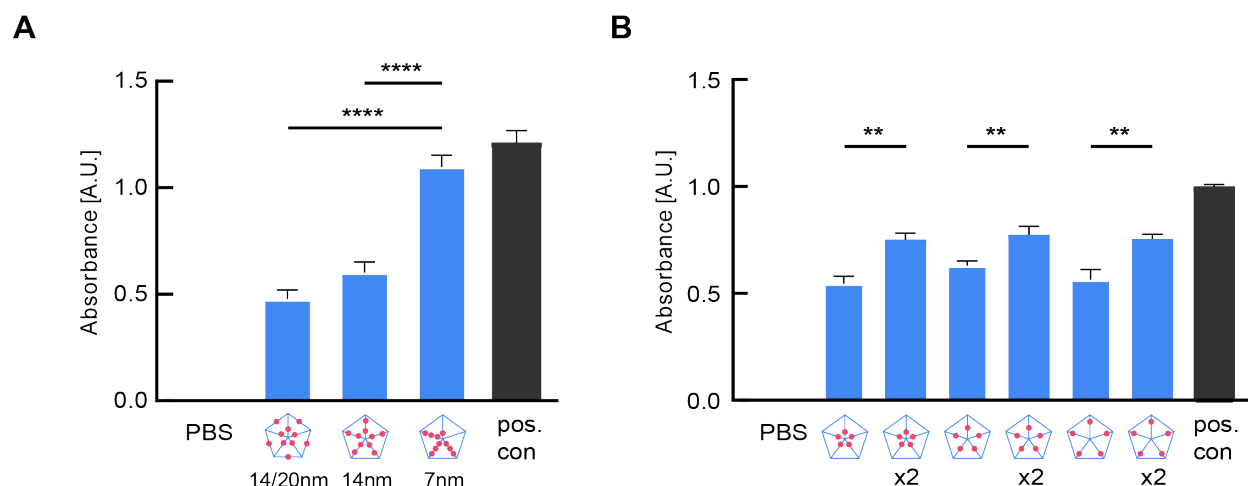 A
Absorbance [A.U.]
1.5
1.0
0.5
0.0
****
****
PBS
14/20nm
14nm
7nm
pos.
con
B
Absorbance [A.U.]
1.5
1.0
0.5
0.0
** ** **
PBS
x2
x2
x2
pos.
con